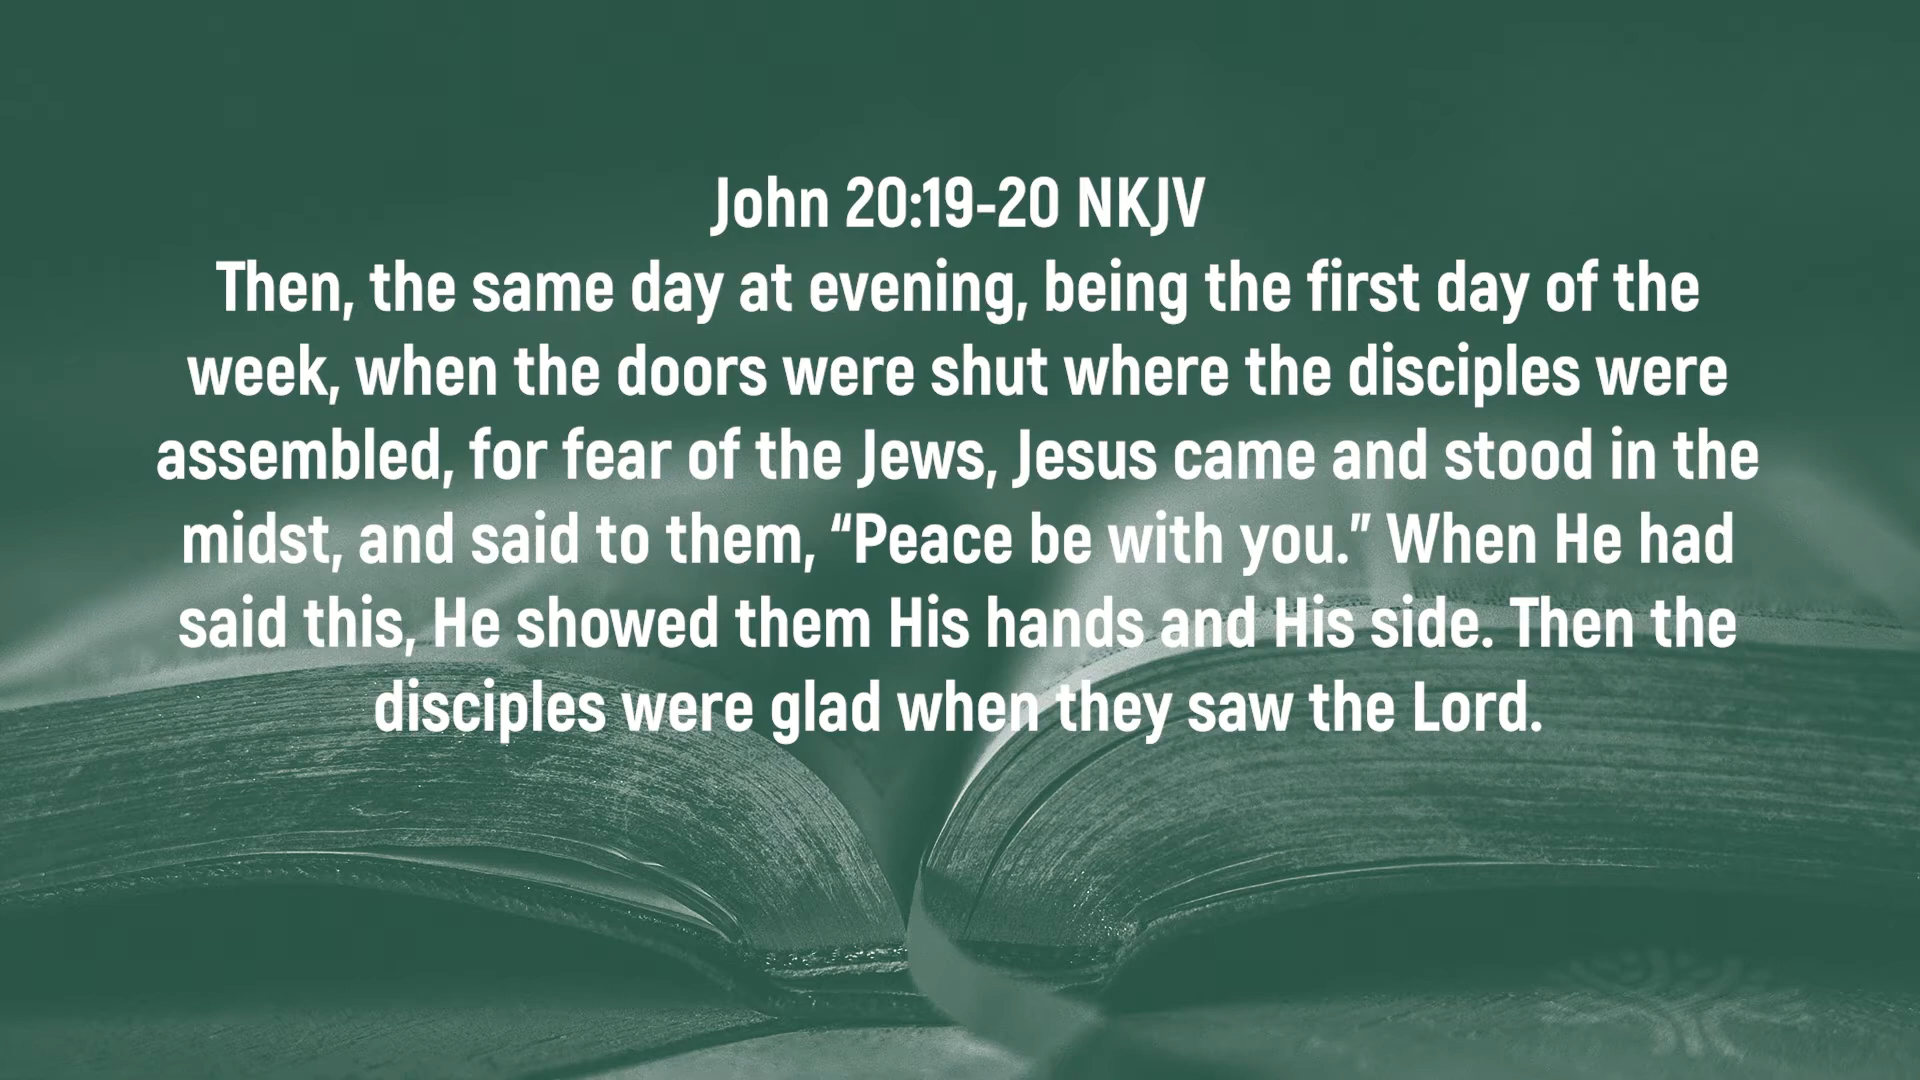 John 20:19-20 NKJV
Then, the same day at evening, being the first day of the
week, when the doors were shut where the disciples were
assembled, for fear of the Jews, Jesus came and stood in the
midst, and said to them, “Peace be with you.” When He had
said this, He showed them His hands and His side. Then the
disciples were glad when they saw the Lord.